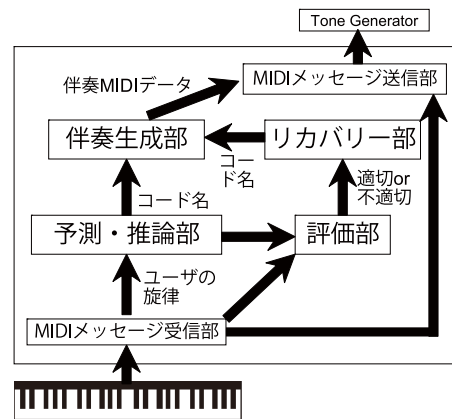 Tone Generator
MIDIメッセージ送信部
伴奏MIDIデータ
伴奏生成部
リカバリー部
コー
ド名
コード名
適切or
不適切
予測・推論部
評価部
ユーザの
旋律
MIDIメッセージ受信部